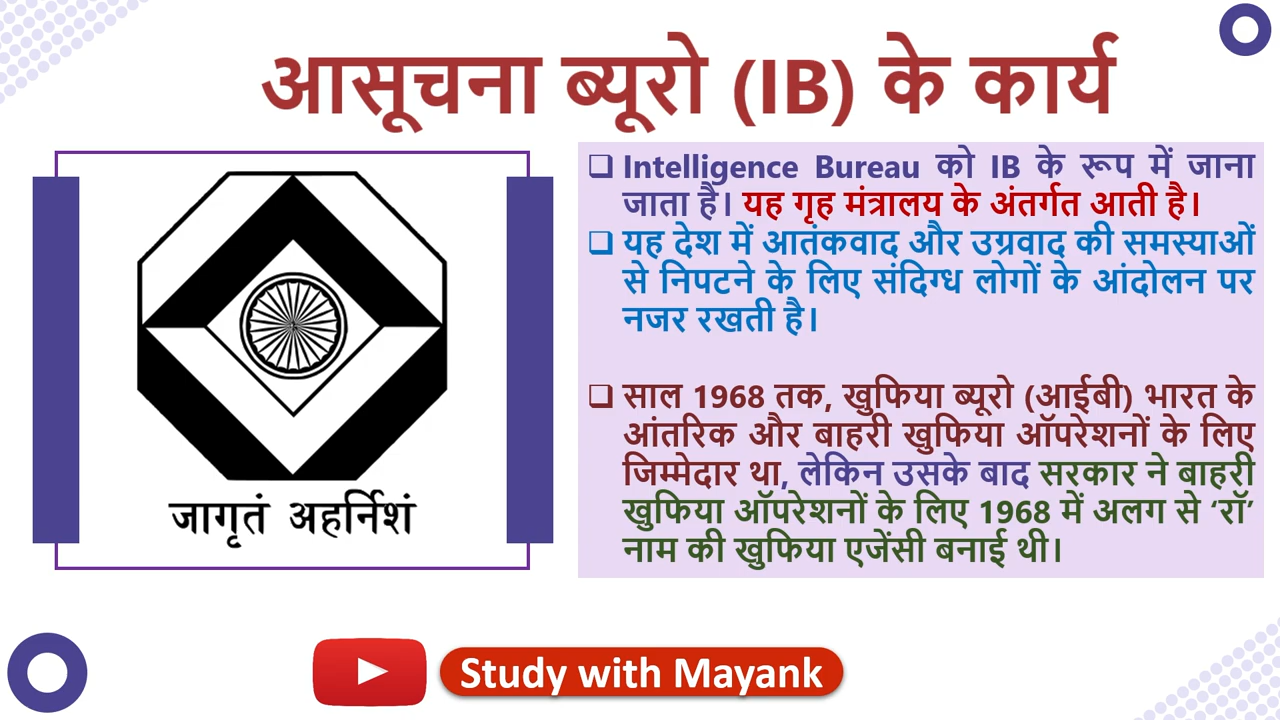 आसूचना ब्यूरो (IB) के कार्य
Intelligence Bureau को IB के रूप में जाना
जाता है। यह गृह मंत्रालय के अंतर्गत आती है।
यह देश में आतंकवाद और उग्रवाद की समस्याओं
से निपटने के लिए संदिग्ध लोगों के आंदोलन पर
नजर रखती है।
साल 1968 तक, खुफिया ब्यूरो (आईबी) भारत के
आंतरिक और बाहरी खुफिया ऑपरेशनों के लिए
जिम्मेदार था, लेकिन उसके बाद सरकार ने बाहरी
खुफिया ऑपरेशनों के लिए 1968 में अलग से ‘रॉ’
नाम की खुफिया एजेंसी बनाई थी।
जागृतं अहर्निशं
Study with Mayank